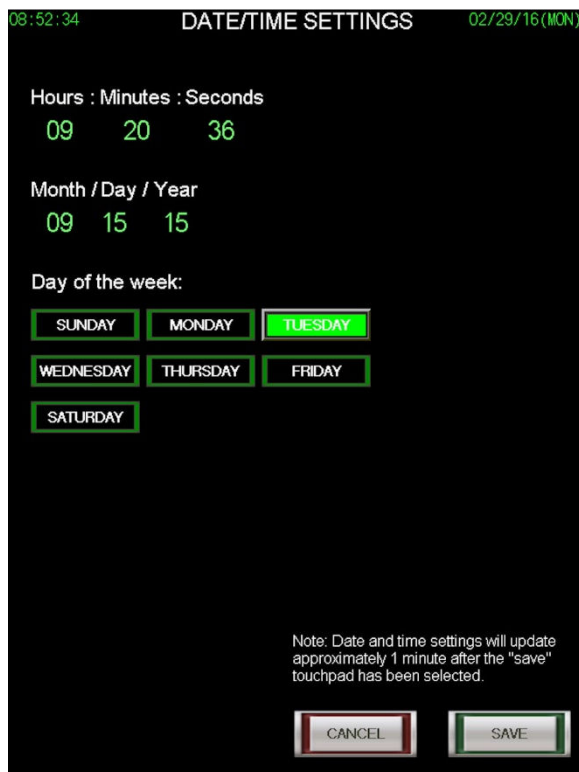 08:52:34 DATE/TIME SETTINGS 02/29/16(MON)
Hours : Minutes : Seconds
09 20 36
Month / Day / Year
09 15 15
Day of the week:
SUNDAY MONDAY TUESDAY
WEDNESDAY THURSDAY FRIDAY
SATURDAY
Note: Date and time settings will update
approximately 1 minute after the "save"
touchpad has been selected.
CANCEL SAVE